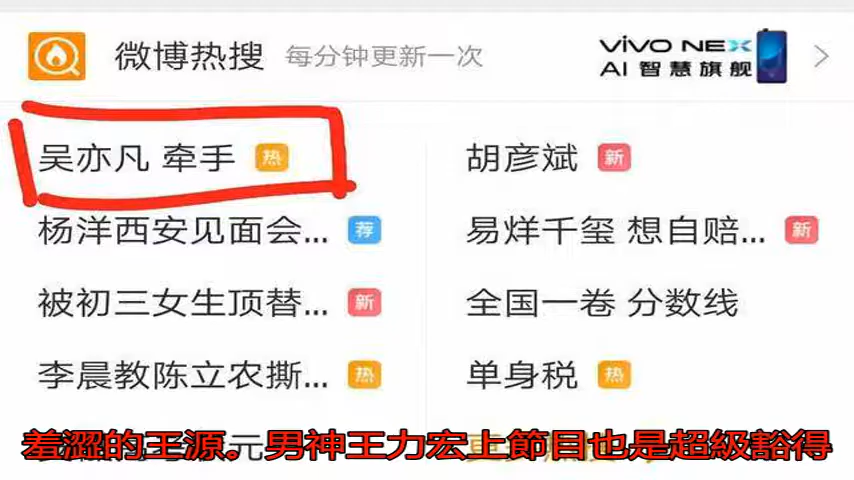 微博热搜 每分钟更新一次
VIVO NEX
AI 智慧旗舰
吴亦凡 牵手 热
胡彦斌 新
杨洋西安见面会... 荐
易烊千玺 想自赔... 新
被初三女生顶替... 新
全国一卷 分数线
李晨教陈立农撕... 热
单身税 热
羞澀的王源。男神王力宏上節目也是超級豁得